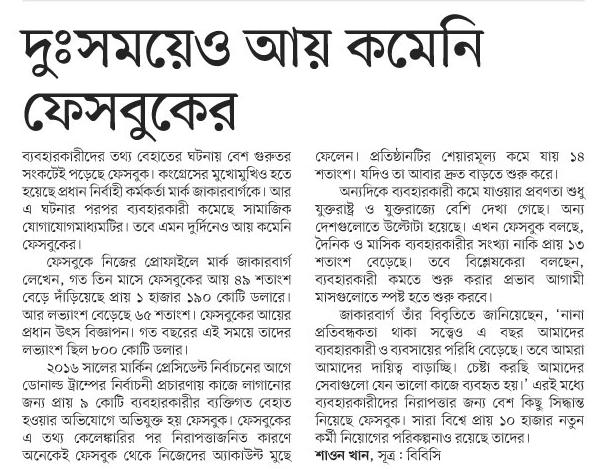 দুঃসময়েও আয় কমেনি
ফেসবুকের
ব্যবহারকারীদের তথ্য বেহাতের ঘটনায় বেশ গুরুতর
সংকটেই পড়েছে ফেসবুক। কংগ্রেসের মুখোমুখিও হতে
হয়েছে প্রধান নির্বাহী কর্মকর্তা মার্ক জাকারবার্গকে। আর
এ ঘটনার পরপর ব্যবহারকারী কমেছে সামাজিক
যোগাযোগমাধ্যমটির। তবে এমন দুর্দিনেও আয় কমেনি
ফেসবুকের।
ফেসবুকে নিজের প্রোফাইলে মার্ক জাকারবার্গ
লেখেন, গত তিন মাসে ফেসবুকের আয় ৪৯ শতাংশ
বেড়ে দাঁড়িয়েছে প্রায় ১ হাজার ১৯০ কোটি ডলারে।
আর লভ্যাংশ বেড়েছে ৬৫ শতাংশ। ফেসবুকের আয়ের
প্রধান উৎস বিজ্ঞাপন। গত বছরের এই সময়ে তাদের
লভ্যাংশ ছিল ৮০০ কোটি ডলার।
২০১৬ সালের মার্কিন প্রেসিডেন্ট নির্বাচনের আগে
ডোনাল্ড ট্রাম্পের নির্বাচনী প্রচারণায় কাজে লাগানোর
জন্য প্রায় ৯ কোটি ব্যবহারকারীর ব্যক্তিগত বেহাত
হওয়ার অভিযোগে অভিযুক্ত হয় ফেসবুক। ফেসবুকের
এ তথ্য কেলেঙ্কারির পর নিরাপত্তাজনিত কারণে
অনেকেই ফেসবুক থেকে নিজেদের অ্যাকাউন্ট মুছে
ফেলেন। প্রতিষ্ঠানটির শেয়ারমূল্য কমে যায় ১৪
শতাংশ। যদিও তা আবার দ্রুত বাড়তে শুরু করে।
অন্যদিকে ব্যবহারকারী কমে যাওয়ার প্রবণতা শুধু
যুক্তরাষ্ট্র ও যুক্তরাজ্যে বেশি দেখা গেছে। অন্য
দেশগুলোতে উল্টোটা হয়েছে। এখন ফেসবুক বলছে,
দৈনিক ও মাসিক ব্যবহারকারীর সংখ্যা নাকি প্রায় ১৩
শতাংশ বেড়েছে। তবে বিশ্লেষকেরা বলছেন,
ব্যবহারকারী কমতে শুরু করার প্রভাব আগামী
মাসগুলোতে স্পষ্ট হতে শুরু করবে।
জাকারবার্গ তাঁর বিবৃতিতে জানিয়েছেন, ‘নানা
প্রতিবন্ধকতা থাকা সত্ত্বেও এ বছর আমাদের
ব্যবহারকারী ও ব্যবসায়ের পরিধি বেড়েছে। তবে আমরা
আমাদের দায়িত্ব বাড়াচ্ছি। চেষ্টা করছি আমাদের
সেবাগুলো যেন ভালো কাজে ব্যবহৃত হয়।’ এরই মধ্যে
ব্যবহারকারীদের নিরাপত্তার জন্য বেশ কিছু সিদ্ধান্ত
নিয়েছে ফেসবুক। সারা বিশ্বে প্রায় ১০ হাজার নতুন
কর্মী নিয়োগের পরিকল্পনাও রয়েছে তাদের।
শাওন খান, সূত্র : বিবিসি